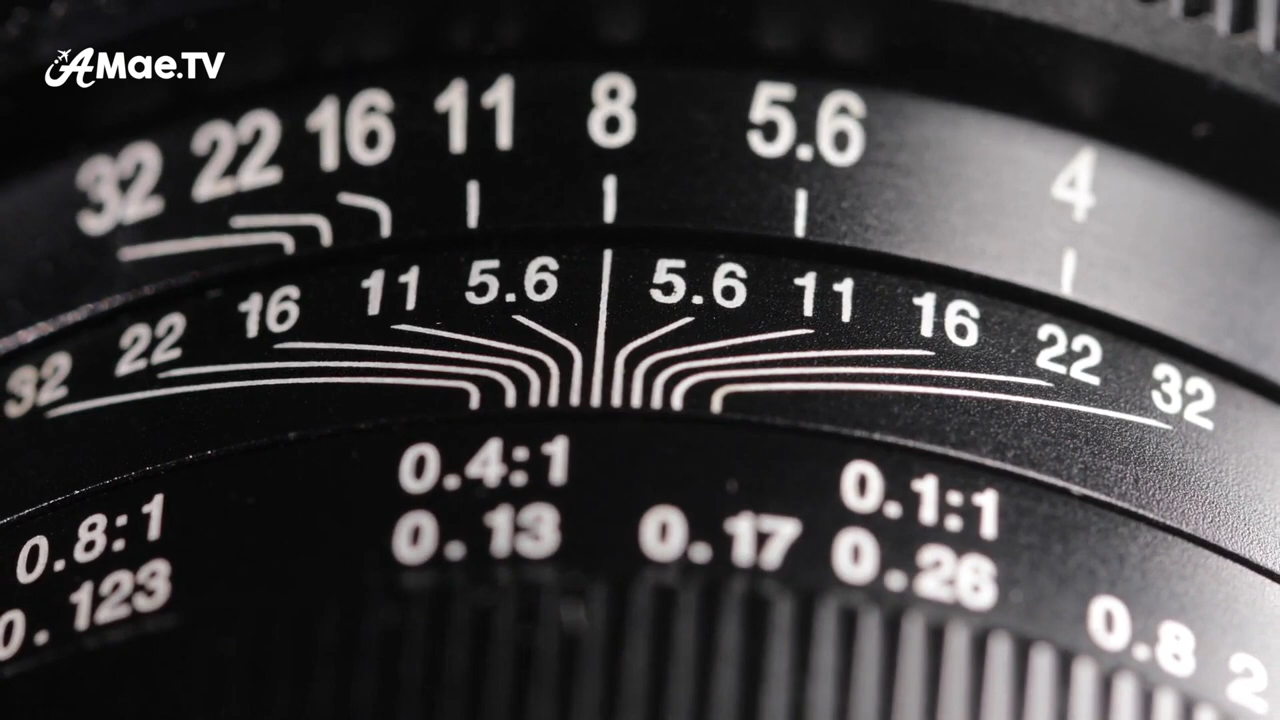 AMae.TV
32 22 16 11 8 5.6 4
32 22 16 11 5.6 5.6 11 16 22 32
0.8:1 0.4:1 0.1:1
0.123 0.13 0.17 0.26 0.8 2